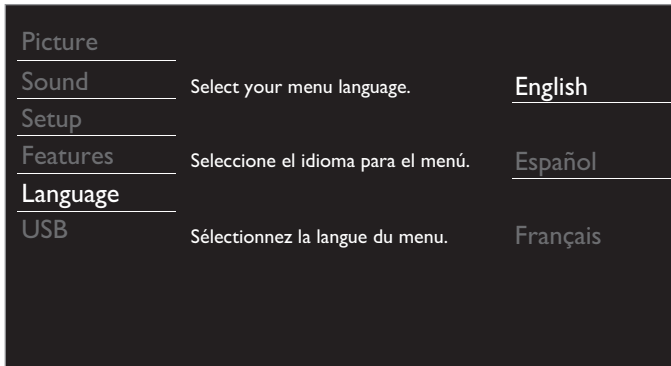 Picture
Sound
Setup
Features
Language
USB
Select your menu language.
English
Seleccione el idioma para el menú.
Español
Sélectionnez la langue du menu.
Français